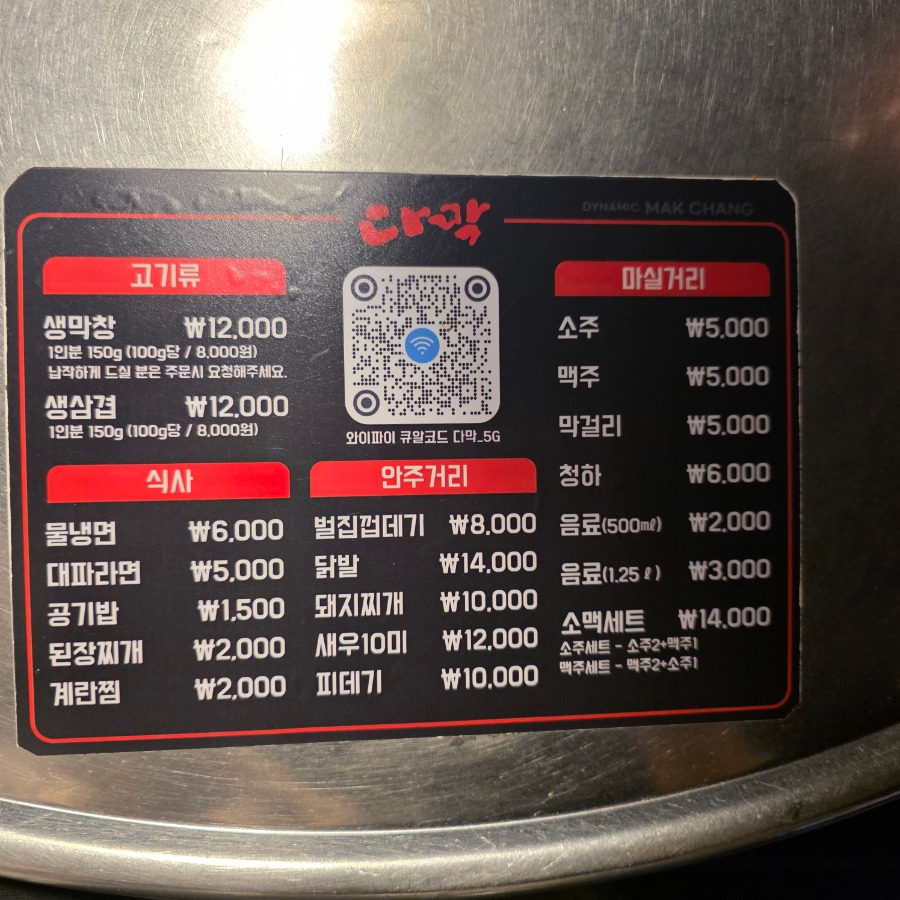 다막
DYNAMIC MAK CHANG
고기류
생막창 ₩12,000
1인분 150g (100g당 / 8,000원)
납작하게 드실 분은 주문시 요청해주세요.
생삼겹 ₩12,000
1인분 150g (100g당 / 8,000원)
식사
물냉면 ₩6,000
대파라면 ₩5,000
공기밥 ₩1,500
된장찌개 ₩2,000
계란찜 ₩2,000
와이파이 큐알코드 다막_5G
안주거리
벌집껍데기 ₩8,000
닭발 ₩14,000
돼지찌개 ₩10,000
새우10미 ₩12,000
피데기 ₩10,000
마실거리
소주 ₩5,000
맥주 ₩5,000
막걸리 ₩5,000
청하 ₩6,000
음료(500㎖) ₩2,000
음료(1.25ℓ) ₩3,000
소맥세트 ₩14,000
소주세트 - 소주2+맥주1
맥주세트 - 맥주2+소주1